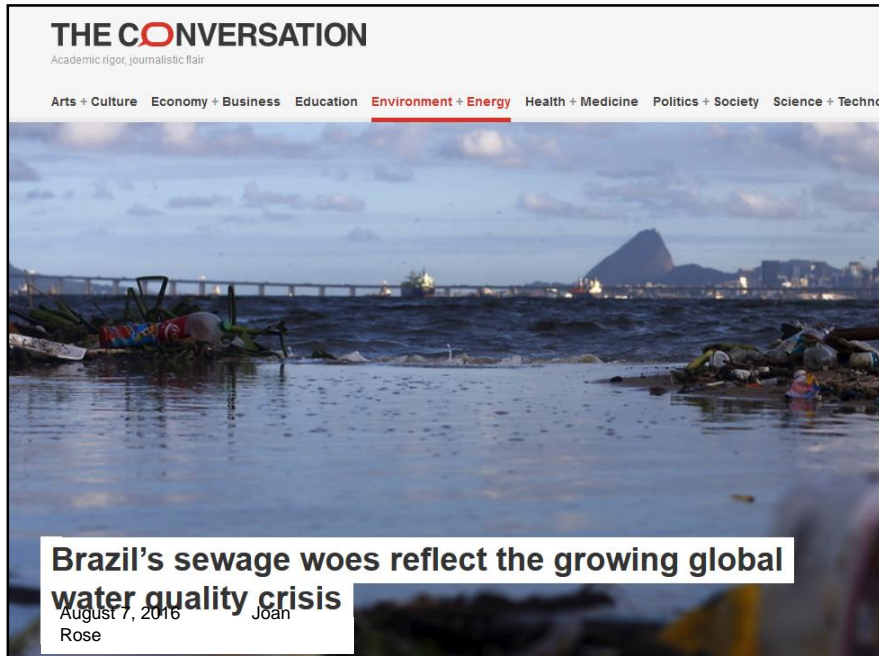 THE CONVERSATION
Academic rigor, journalistic flair
Arts + Culture Economy + Business Education Environment + Energy Health + Medicine Politics + Society Science + Techno
Brazil's sewage woes reflect the growing global
water quality crisis
August 7, 2016 Joan
Rose